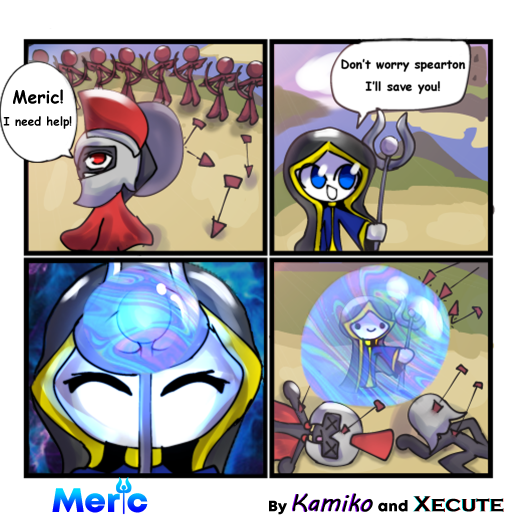 Meric!
I need help!
Don't worry spearton
I'll save you!
Meric
By Kamiko and XECUTE